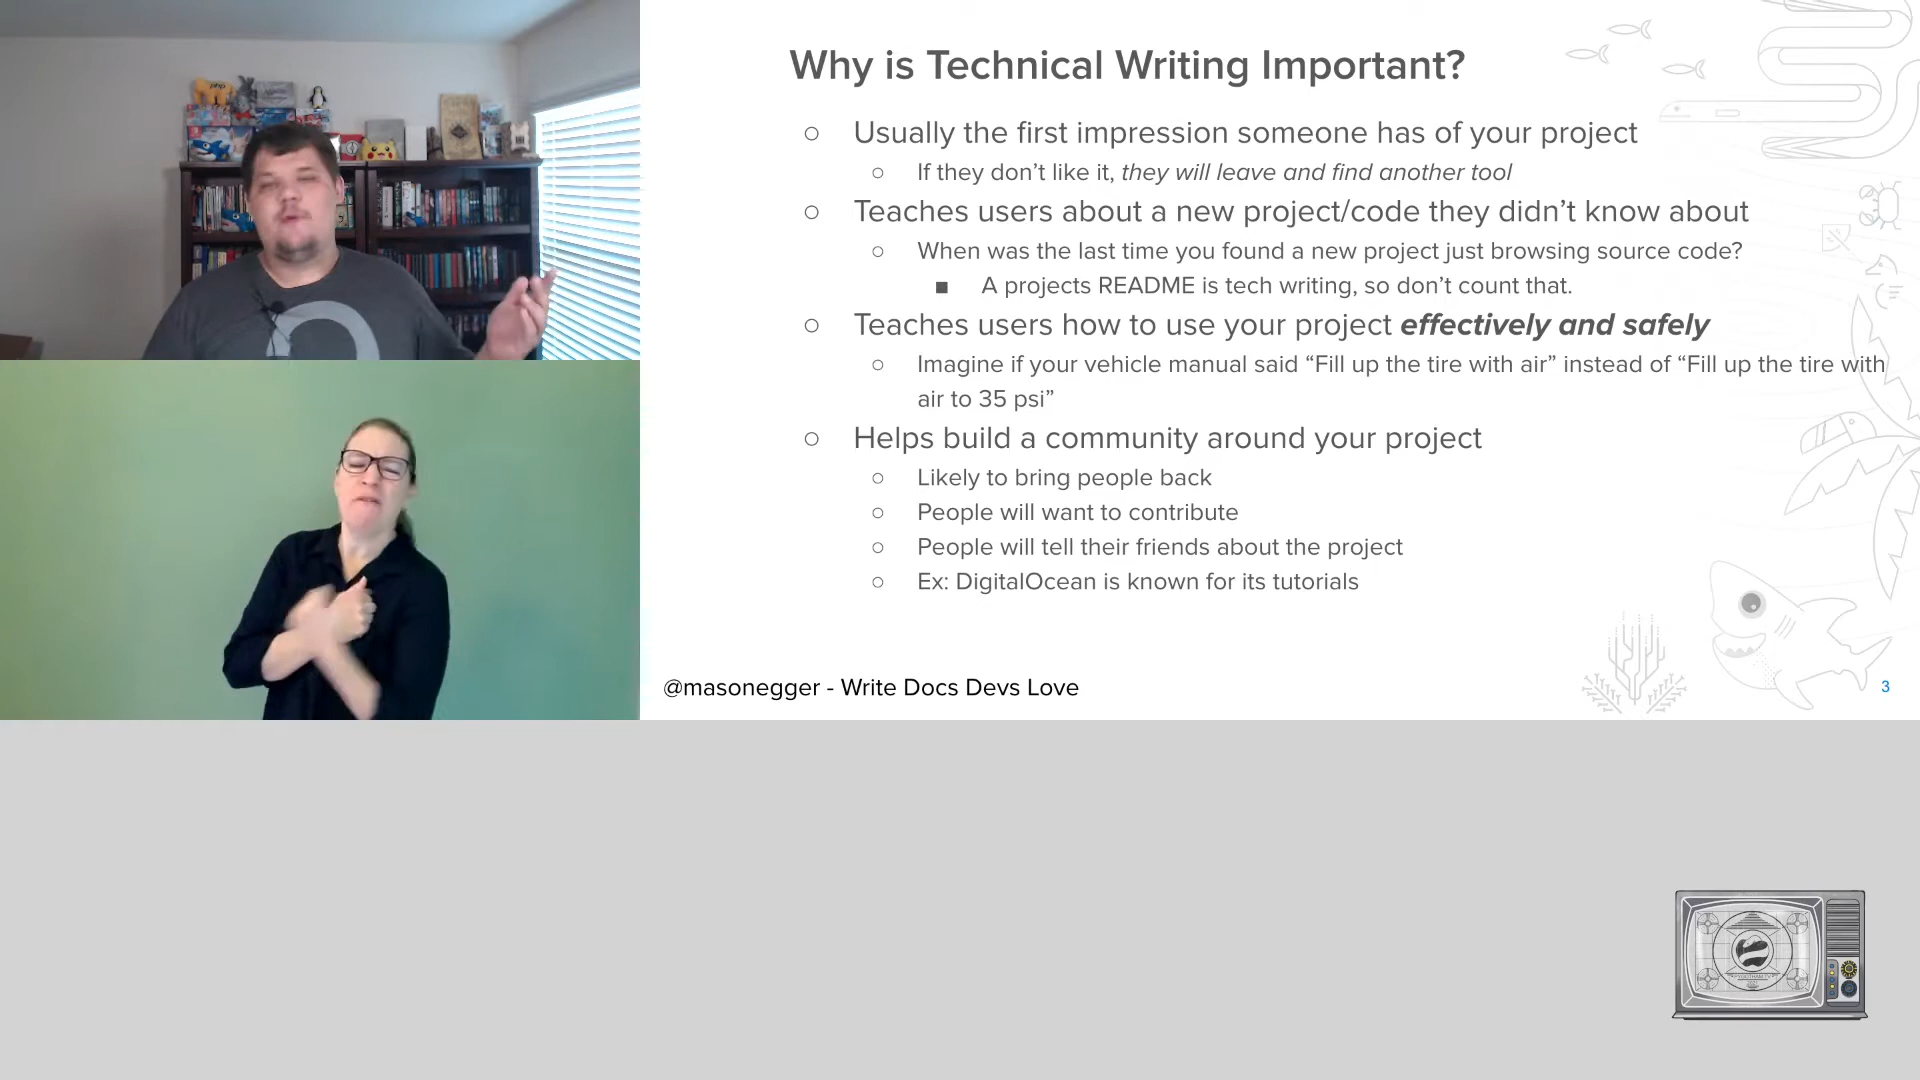 Why is Technical Writing Important?
○ Usually the first impression someone has of your project
○ If they don’t like it, they will leave and find another tool
○ Teaches users about a new project/code they didn’t know about
○ When was the last time you found a new project just browsing source code?
■ A projects README is tech writing, so don’t count that.
○ Teaches users how to use your project effectively and safely
○ Imagine if your vehicle manual said “Fill up the tire with air” instead of “Fill up the tire with
air to 35 psi”
○ Helps build a community around your project
○ Likely to bring people back
○ People will want to contribute
○ People will tell their friends about the project
○ Ex: DigitalOcean is known for its tutorials
@masonegger - Write Docs Devs Love
3